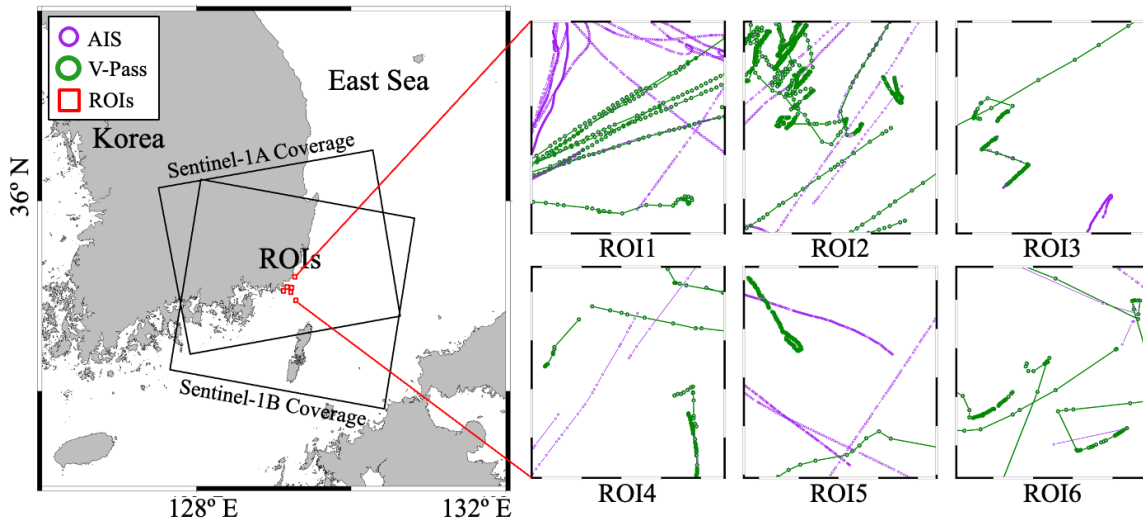 AIS
V-Pass
ROIs
East Sea
Korea
Sentinel-1A Coverage
36° N
ROIs
Sentinel-1B Coverage
128° E
132° E
ROI1
ROI2
ROI3
ROI4
ROI5
ROI6